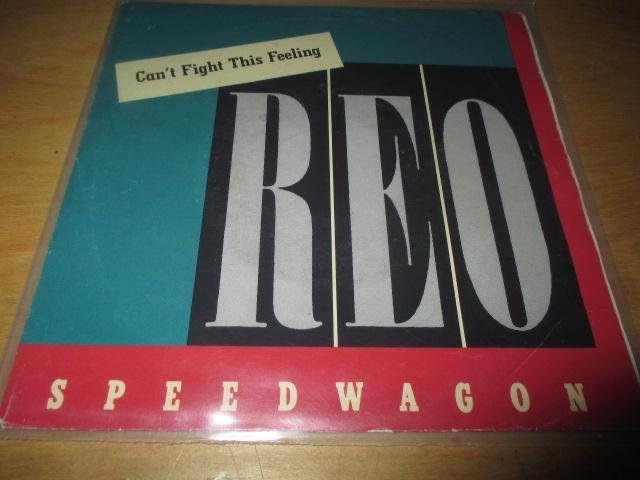 Can't Fight This Feeling
REO
SPEEDWAGON